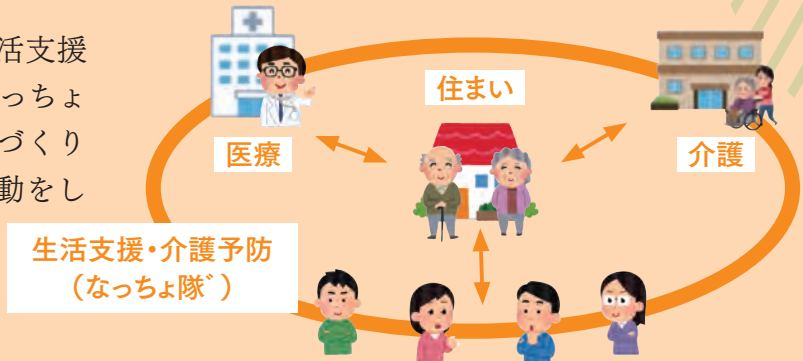 活支援
っちょ
づくり
動をし
住まい
医療
介護
生活支援・介護予防
（なっちょ隊゛）